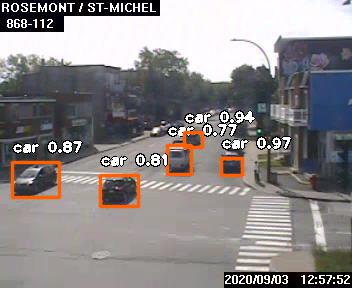 ROSEMONT / ST-MICHEL
868-112
car 0.94
car 0.77
car 0.87
car 0.81
car 0.97
2020/09/03 12:57:52